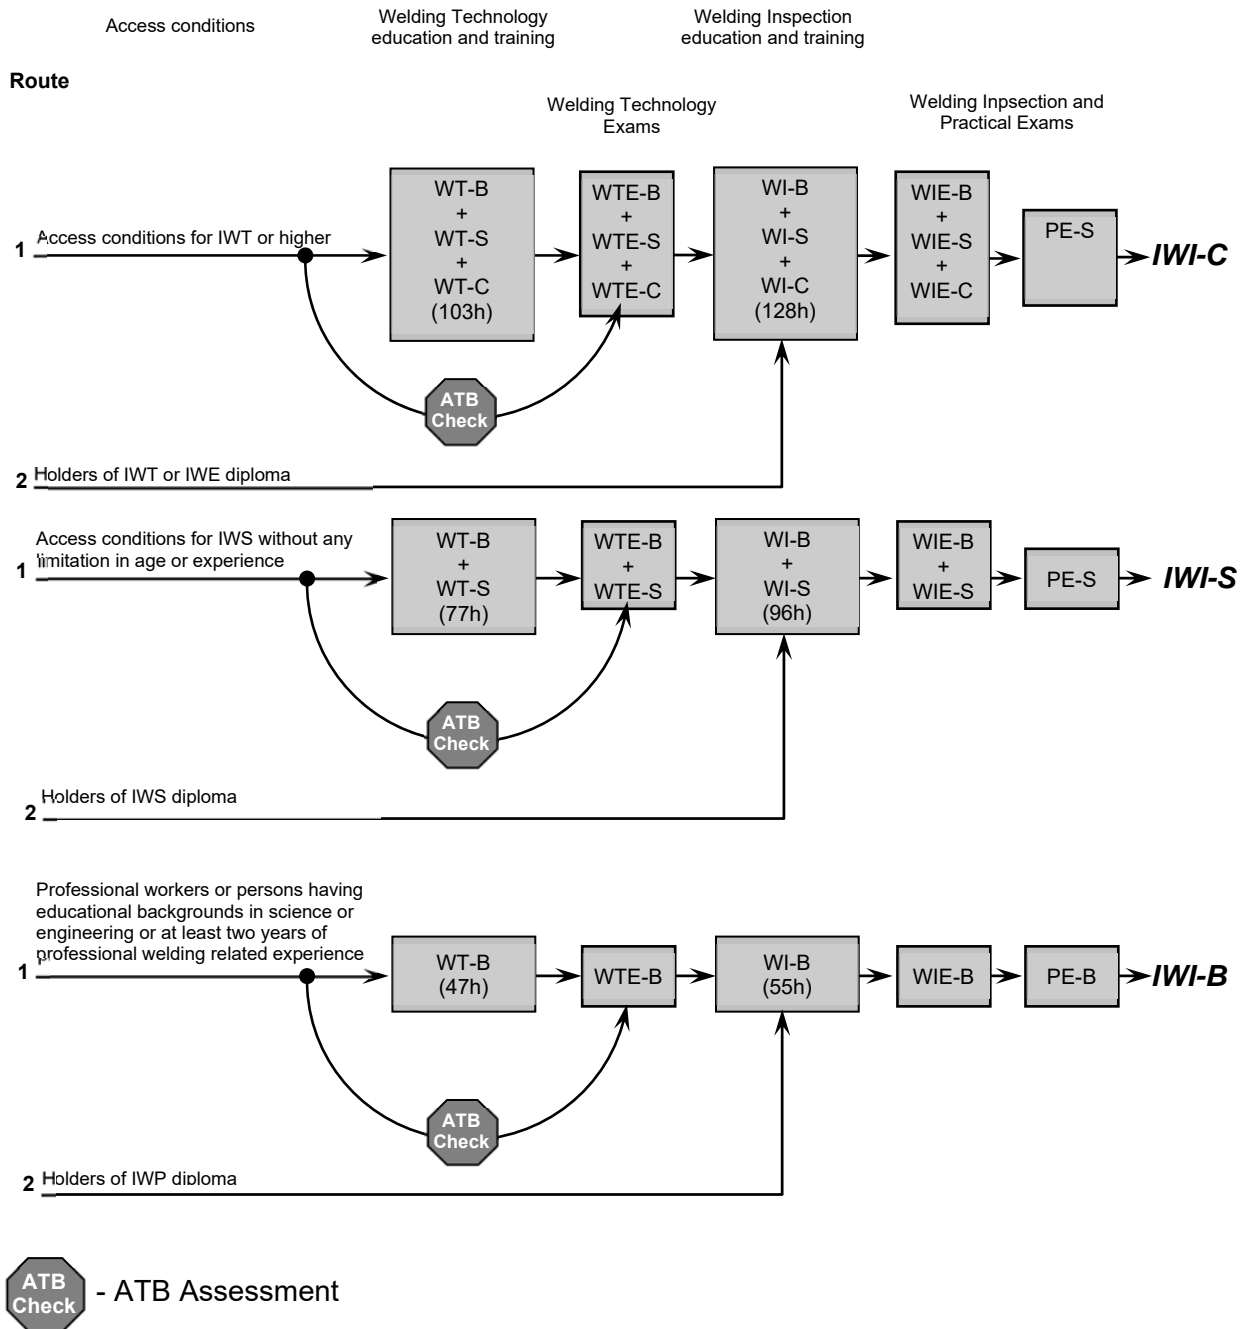 Access conditions
Welding Technology
education and training
Welding Inspection
education and training
Route
Welding Technology
Exams
Welding Inpsection and
Practical Exams
1
Access conditions for IWT or higher
WT-B
+
WT-S
+
WT-C
(103h)
WTE-B
+
WTE-S
+
WTE-C
WI-B
+
WI-S
+
WI-C
(128h)
WIE-B
+
WIE-S
+
WIE-C
PE-S
IWI-C
ATB
Check
2
Holders of IWT or IWE diploma
Access conditions for IWS without any
limitation in age or experience
1
WT-B
+
WT-S
(77h)
WTE-B
+
WTE-S
WI-B
+
WI-S
(96h)
WIE-B
+
WIE-S
PE-S
IWI-S
ATB
Check
2
Holders of IWS diploma
Professional workers or persons having
educational backgrounds in science or
engineering or at least two years of
professional welding related experience
1
WT-B
(47h)
WTE-B
WI-B
(55h)
WIE-B
PE-B
IWI-B
ATB
Check
2
Holders of IWP diploma
ATB
Check
- ATB Assessment